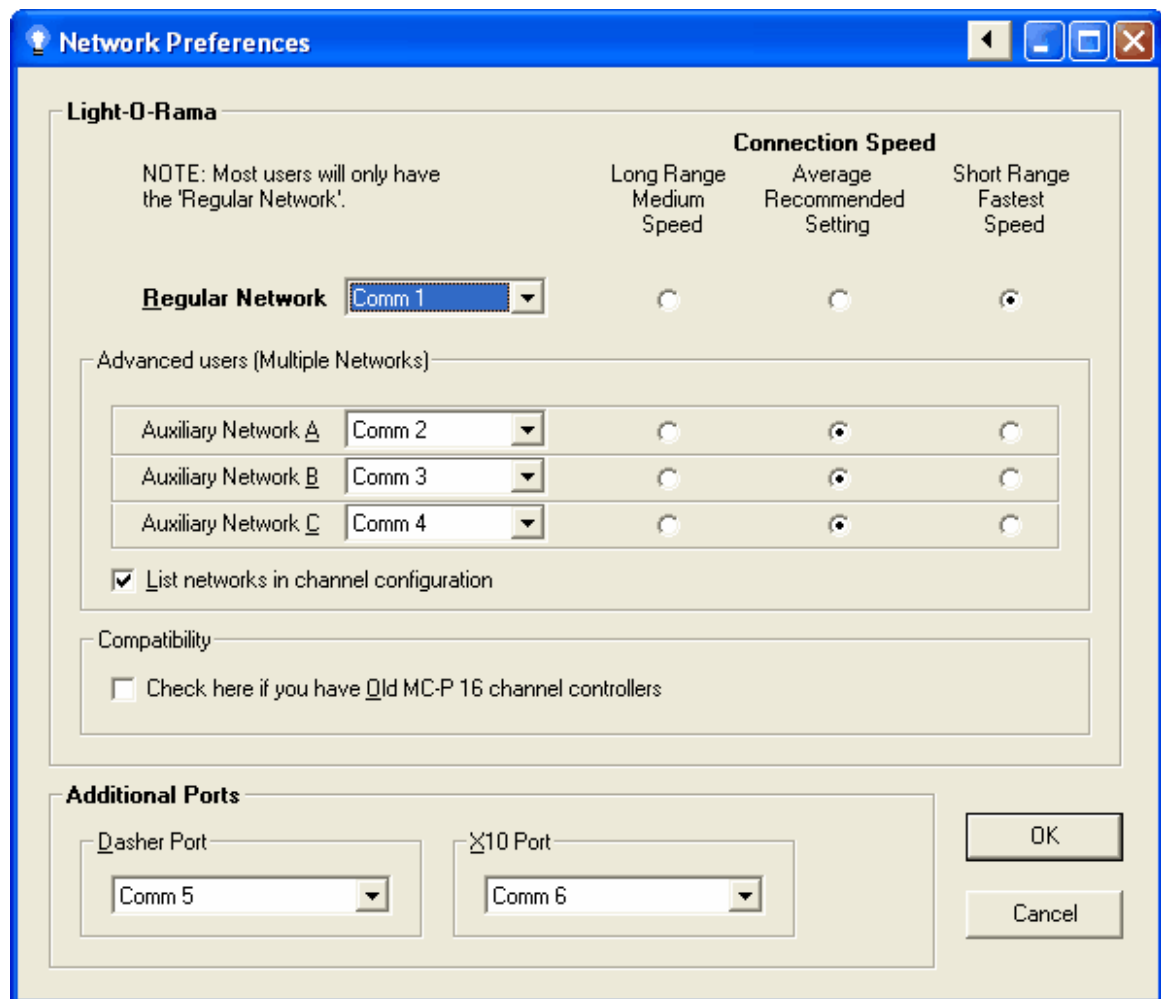 Network Preferences
Light-O-Rama
Connection Speed
NOTE: Most users will only have
the 'Regular Network'.
Long Range
Medium
Speed
Average
Recommended
Setting
Short Range
Fastest
Speed
Regular Network Comm 1
Advanced users (Multiple Networks)
Auxiliary Network A Comm 2
Auxiliary Network B Comm 3
Auxiliary Network C Comm 4
List networks in channel configuration
Compatibility
Check here if you have Old MC-P 16 channel controllers
Additional Ports
Dasher Port
Comm 5
X10 Port
Comm 6
OK
Cancel